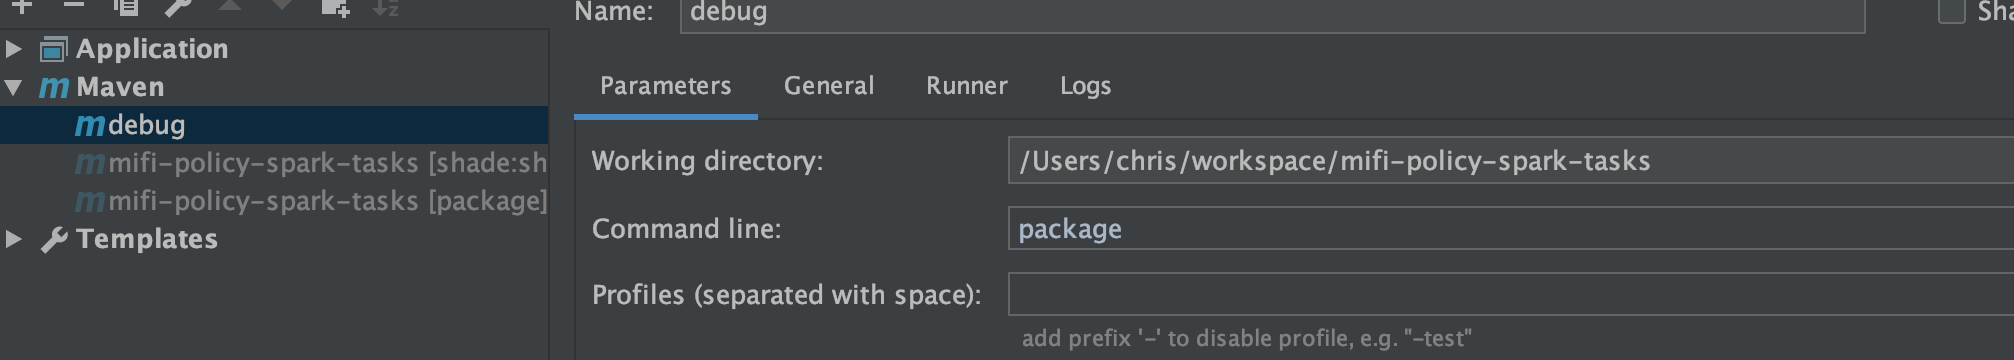 Name: debug
Application
Maven
debug
mifi-policy-spark-tasks [shade:sh
mifi-policy-spark-tasks [package]
Templates
Parameters General Runner Logs
Working directory: /Users/chris/workspace/mifi-policy-spark-tasks
Command line: package
Profiles (separated with space):
add prefix '-' to disable profile, e.g. "-test"